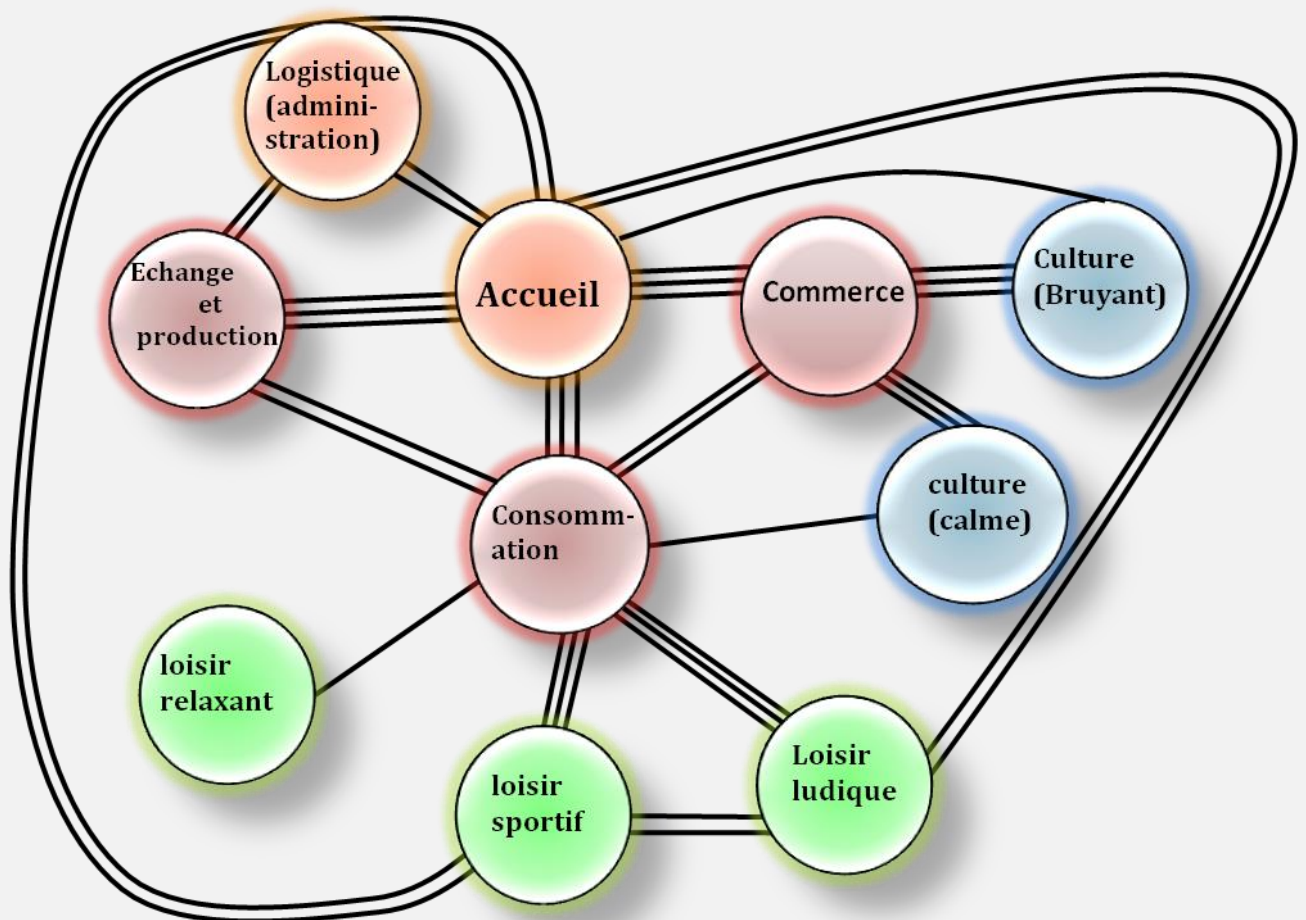 Logistique
(admini-
stration)
Echange
et
production
Accueil
Commerce
Culture
(Bruyant)
culture
(calme)
Consomm-
ation
loisir
relaxant
loisir
sportif
Loisir
ludique